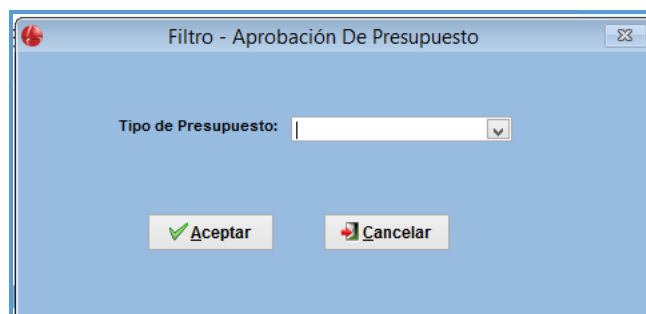 Filtro - Aprobación De Presupuesto
Tipo de Presupuesto:
Aceptar
Cancelar